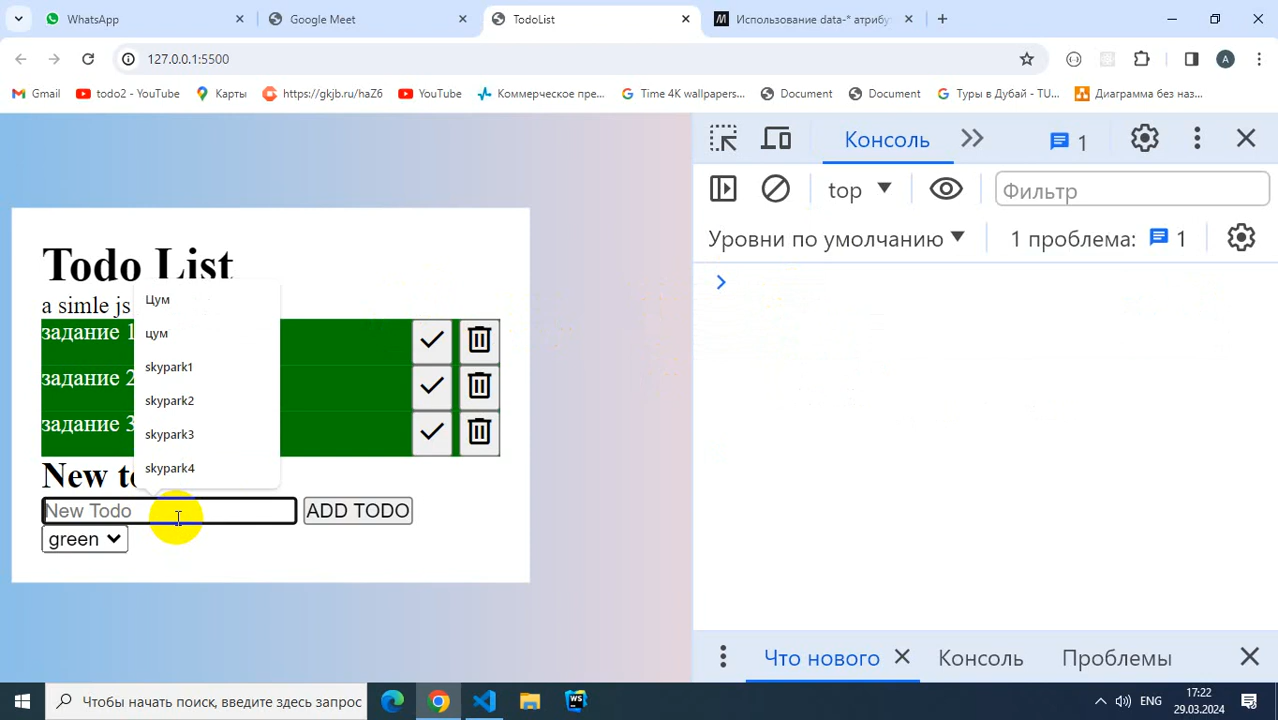 WhatsApp
Google Meet
TodoList
Использование data-* атрибу
127.0.0.1:5500
A
Gmail
todo2 - YouTube
Карты
https://gkjb.ru/haZ6
YouTube
Коммерческое пре...
Time 4K wallpapers...
Document
Document
Туры в Дубай - TU...
Диаграмма без наз...
Консоль
1
top
Фильтр
Уровни по умолчанию
1 проблема:
1
Todo List
a simle js
Цум
цум
skypark1
skypark2
skypark3
skypark4
задание 1
задание 2
задание 3
New to
New Todo
ADD TODO
green
Что нового
Консоль
Проблемы
Чтобы начать поиск, введите здесь запрос
WS
ENG
17:22
29.03.2024